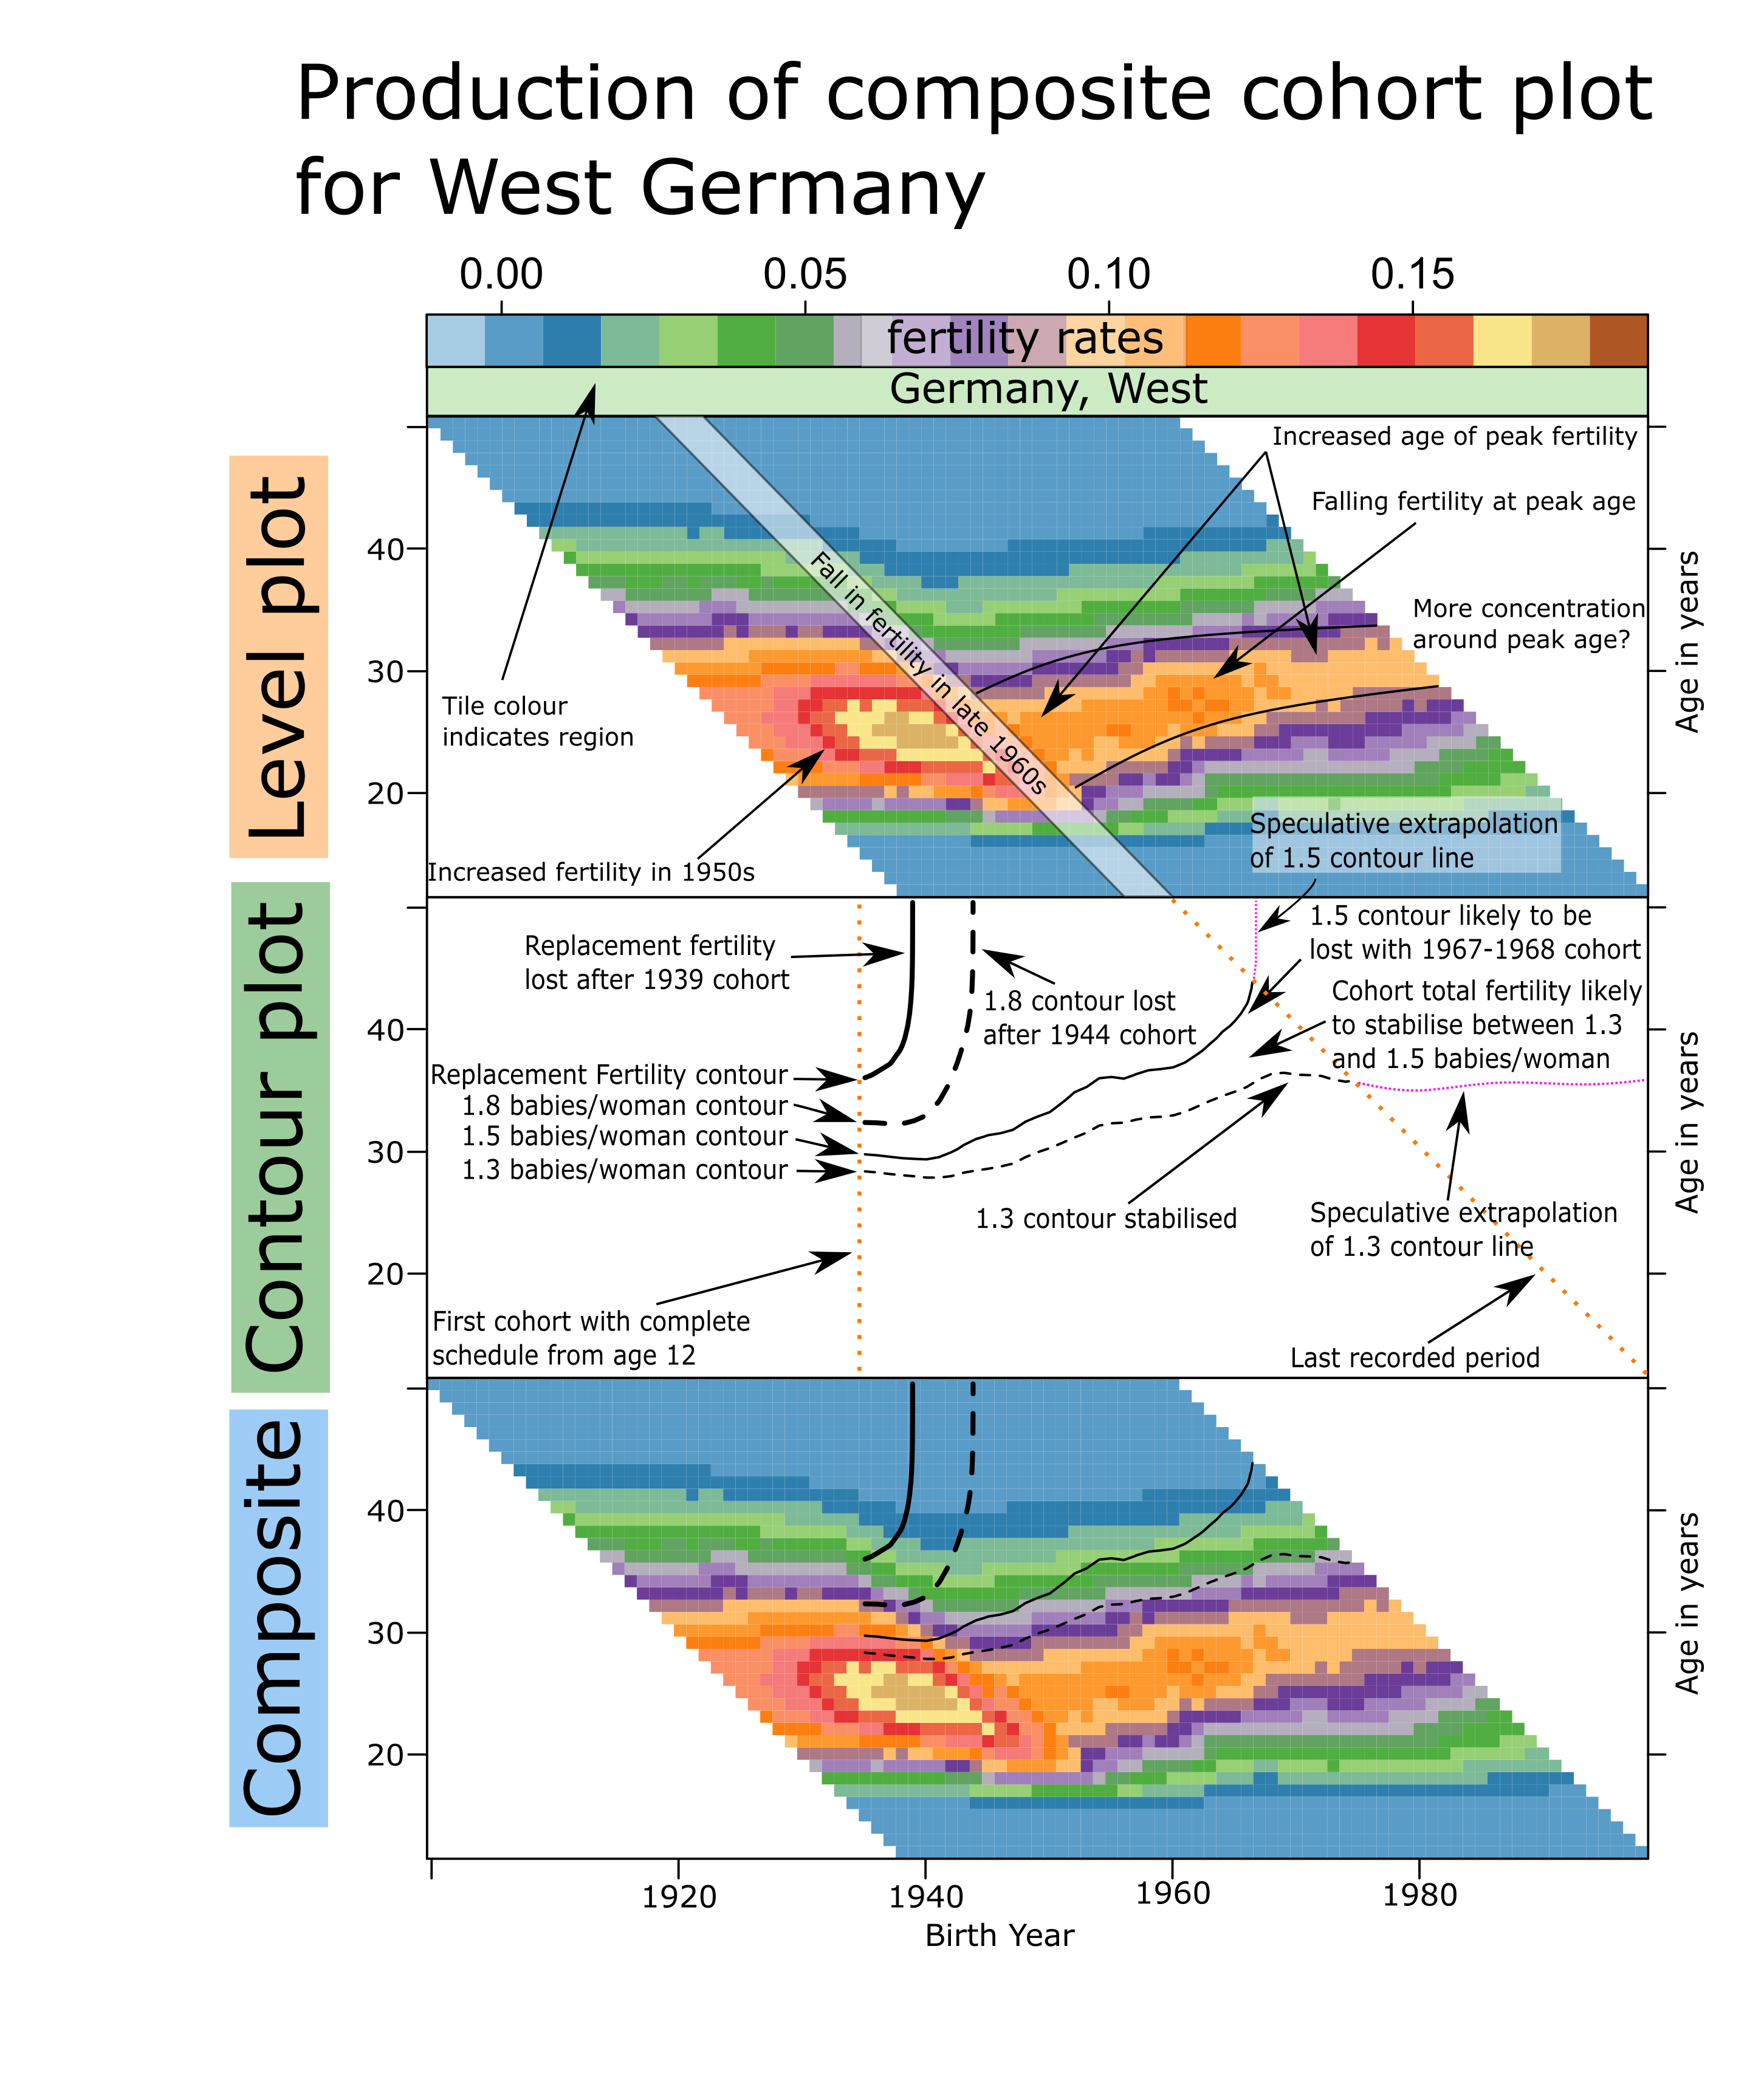 Production of composite cohort plot
for West Germany
0.00 0.05 0.10 0.15
fertility rates
Germany, West
Level plot
40
30
20
Age in years
Increased age of peak fertility
Falling fertility at peak age
More concentration
around peak age?
Fall in fertility in late 1960s
Tile colour
indicates region
Increased fertility in 1950s
Speculative extrapolation
of 1.5 contour line
Contour plot
40
30
20
Age in years
Replacement fertility
lost after 1939 cohort
1.8 contour lost
after 1944 cohort
1.5 contour likely to be
lost with 1967-1968 cohort
Cohort total fertility likely
to stabilise between 1.3
and 1.5 babies/woman
Replacement Fertility contour
1.8 babies/woman contour
1.5 babies/woman contour
1.3 babies/woman contour
1.3 contour stabilised
Speculative extrapolation
of 1.3 contour line
First cohort with complete
schedule from age 12
Last recorded period
Composite
40
30
20
Age in years
1920 1940 1960 1980
Birth Year